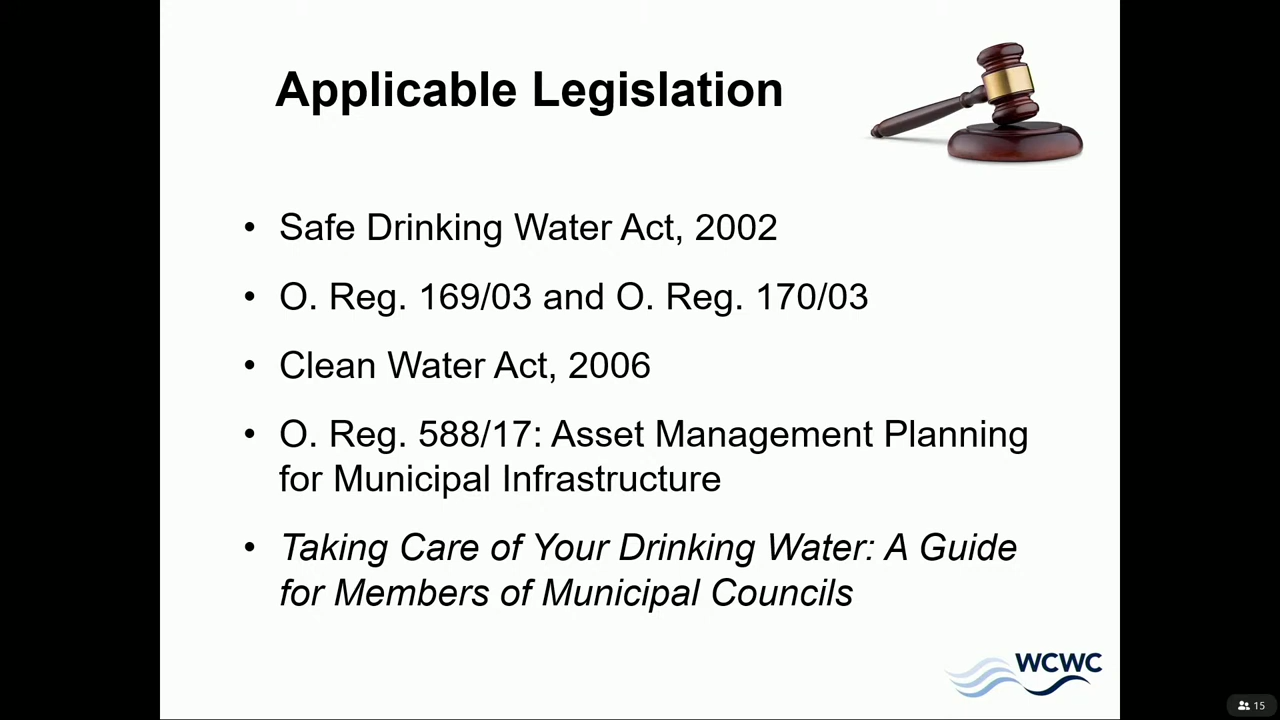 Applicable Legislation
• Safe Drinking Water Act, 2002
• O. Reg. 169/03 and O. Reg. 170/03
• Clean Water Act, 2006
• O. Reg. 588/17: Asset Management Planning
for Municipal Infrastructure
• Taking Care of Your Drinking Water: A Guide
for Members of Municipal Councils
WCWC
15